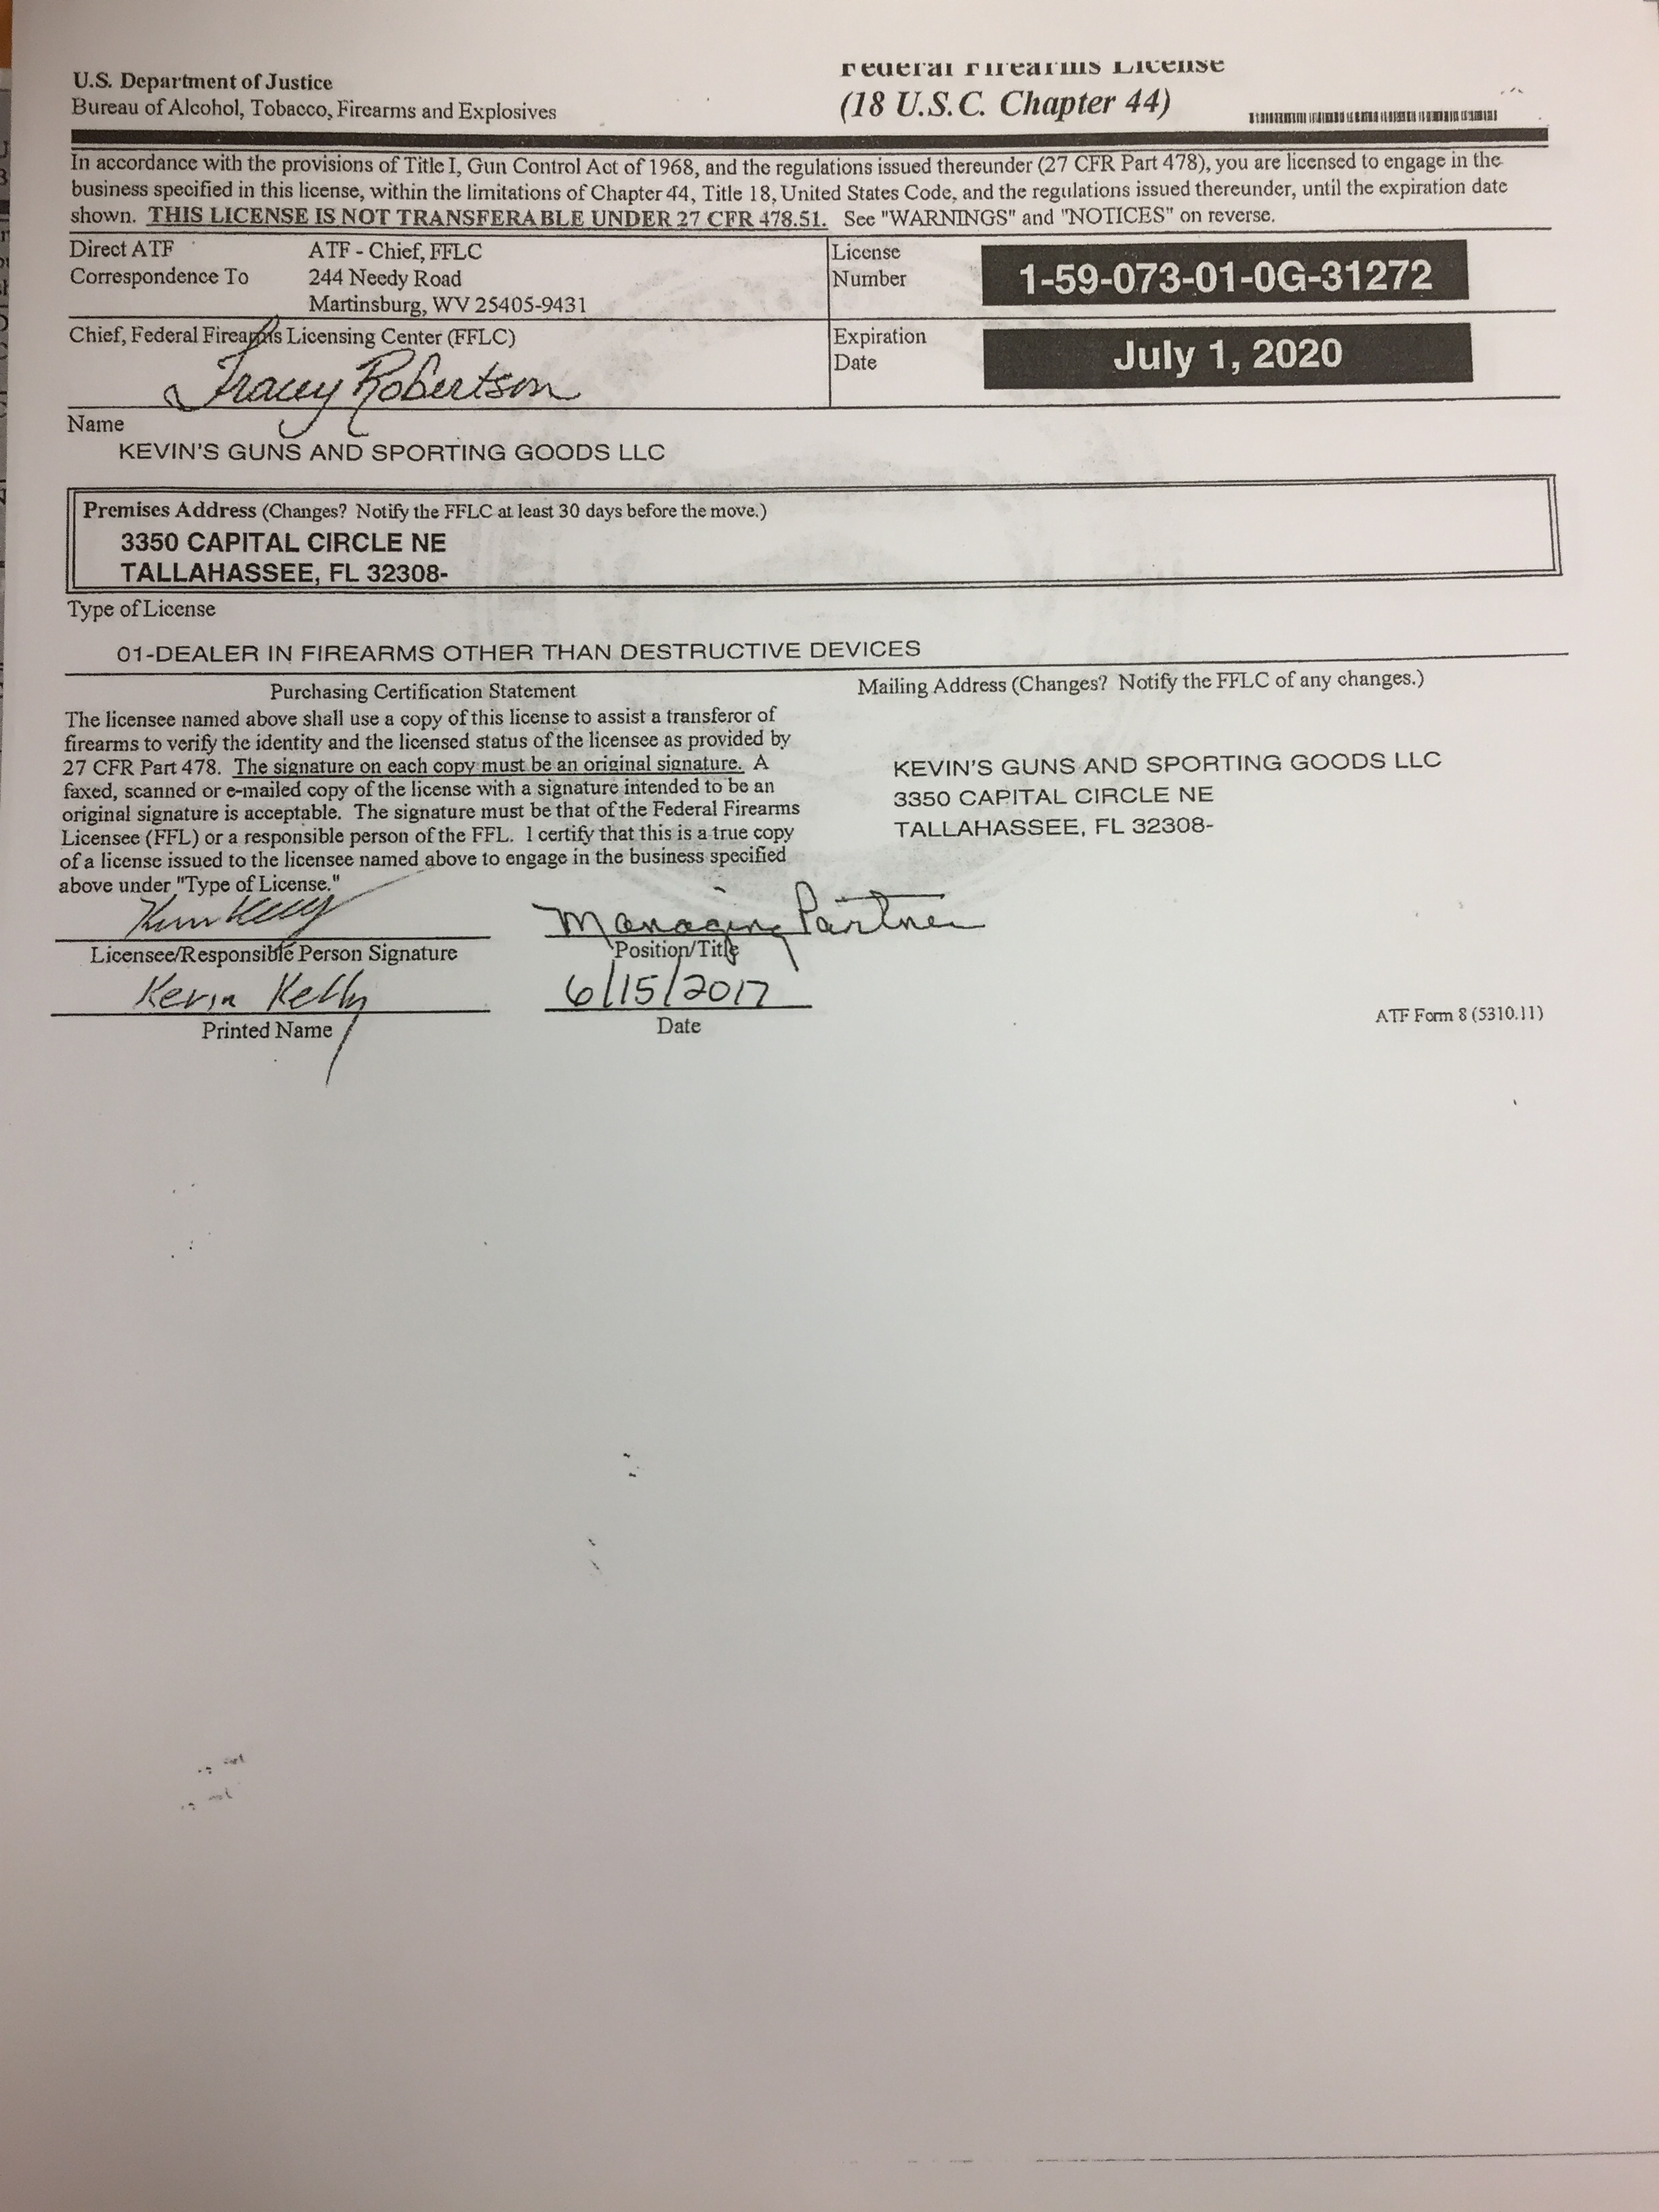 U.S. Department of Justice
Bureau of Alcohol, Tobacco, Firearms and Explosives
Federal Firearms License
(18 U.S.C. Chapter 44)
In accordance with the provisions of Title I, Gun Control Act of 1968, and the regulations issued thereunder (27 CFR Part 478), you are licensed to engage in the
business specified in this license, within the limitations of Chapter 44, Title 18, United States Code, and the regulations issued thereunder, until the expiration date
shown. THIS LICENSE IS NOT TRANSFERABLE UNDER 27 CFR 478.51. See "WARNINGS" and "NOTICES" on reverse.
Direct ATF
Correspondence To
ATF - Chief, FFLC
244 Needy Road
Martinsburg, WV 25405-9431
License
Number
1-59-073-01-0G-31272
Chief, Federal Firearms Licensing Center (FFLC)
Tracey Robertson
Expiration
Date
July 1, 2020
Name
KEVIN'S GUNS AND SPORTING GOODS LLC
Premises Address (Changes? Notify the FFLC at least 30 days before the move.)
3350 CAPITAL CIRCLE NE
TALLAHASSEE, FL 32308-
Type of License
01-DEALER IN FIREARMS OTHER THAN DESTRUCTIVE DEVICES
Purchasing Certification Statement
The licensee named above shall use a copy of this license to assist a transferor of
firearms to verify the identity and the licensed status of the licensee as provided by
27 CFR Part 478. The signature on each copy must be an original signature. A
faxed, scanned or e-mailed copy of the license with a signature intended to be an
original signature is acceptable. The signature must be that of the Federal Firearms
Licensee (FFL) or a responsible person of the FFL. I certify that this is a true copy
of a license issued to the licensee named above to engage in the business specified
above under "Type of License."
Mailing Address (Changes? Notify the FFLC of any changes.)
KEVIN'S GUNS AND SPORTING GOODS LLC
3350 CAPITAL CIRCLE NE
TALLAHASSEE, FL 32308-
Managing Partner
Licensee/Responsible Person Signature
Position/Title
Kevin Kelly
6/15/2017
Printed Name
Date
ATF Form 8 (5310.11)